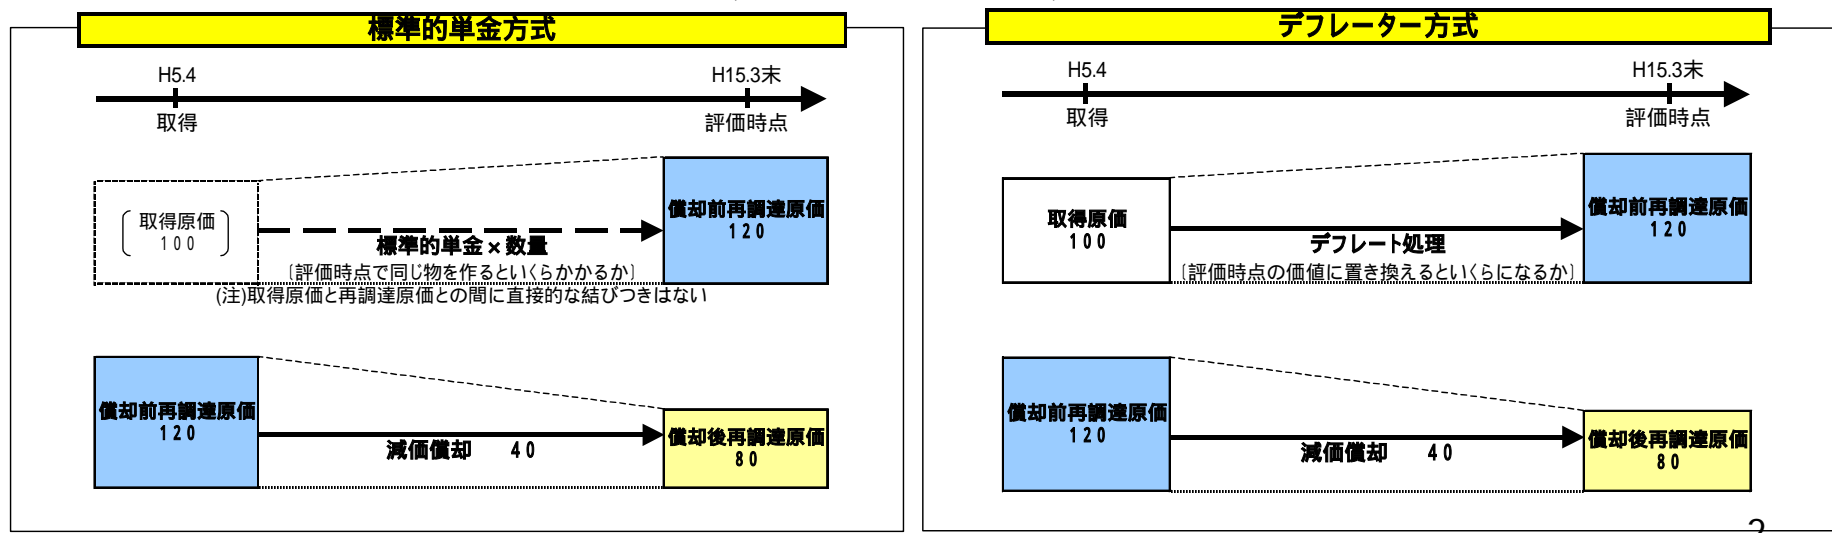 標準的単金方式
H5.4
H15.3末
取得
評価時点
取得原価
100
償却前再調達原価
120
標準的単金×数量
〔評価時点で同じ物を作るといくらかかるか〕
(注)取得原価と再調達原価との間に直接的な結びつきはない
償却前再調達原価
120
減価償却 40
償却後再調達原価
80
デフレーター方式
H5.4
H15.3末
取得
評価時点
取得原価
100
償却前再調達原価
120
デフレート処理
〔評価時点の価値に置き換えるといくらになるか〕
償却前再調達原価
120
減価償却 40
償却後再調達原価
80